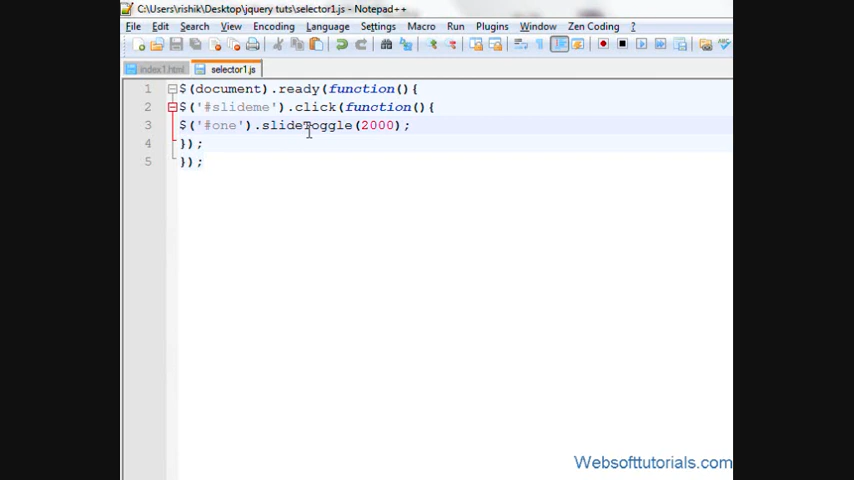 C:\Users\rishik\Desktop\jquery tuts\selector1.js - Notepad++
File Edit Search View Encoding Language Settings Macro Run Plugins Window Zen Coding ?
index1.html selector1.js
1 $(document).ready(function(){
2 $('#slideme').click(function(){
3 $('#one').slideToggle(2000);
4 });
5 });
Websofttutorials.com